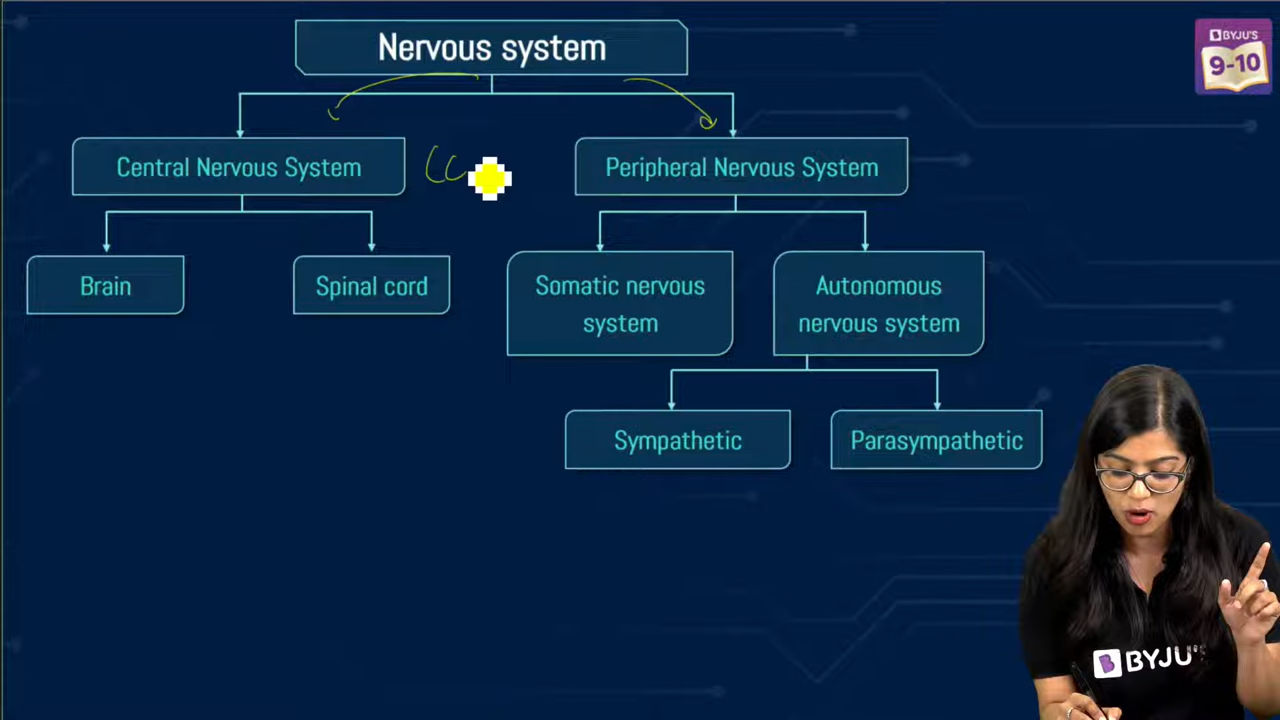 Nervous system
BYJU'S
9-10
Central Nervous System
Peripheral Nervous System
Brain
Spinal cord
Somatic nervous
system
Autonomous
nervous system
Sympathetic
Parasympathetic
BYJU'S